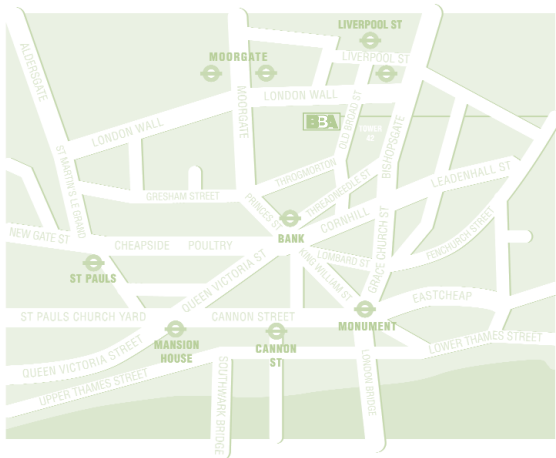 LIVERPOOL ST
MOORGATE
LIVERPOOL ST
ALDERSGATE
LONDON WALL
MOORGATE
OLD BROAD ST
BBA
TOWER
42
BISHOPSGATE
LONDON WALL
ST MARTIN'S LE GRAND
THROGMORTON
LEADENHALL ST
GRESHAM STREET
PRINCES ST
THREADNEEDLE ST
CORNHILL
GRACE CHURCH ST
FENCHURCH STREET
NEW GATE ST
CHEAPSIDE
POULTRY
BANK
LOMBARD ST
KING WILLIAM ST
ST PAULS
QUEEN VICTORIA ST
EASTCHEAP
ST PAULS CHURCH YARD
CANNON STREET
MONUMENT
MANSION
HOUSE
CANNON
ST
LOWER THAMES STREET
QUEEN VICTORIA STREET
UPPER THAMES STREET
SOUTHWARK BRIDGE
LONDON BRIDGE